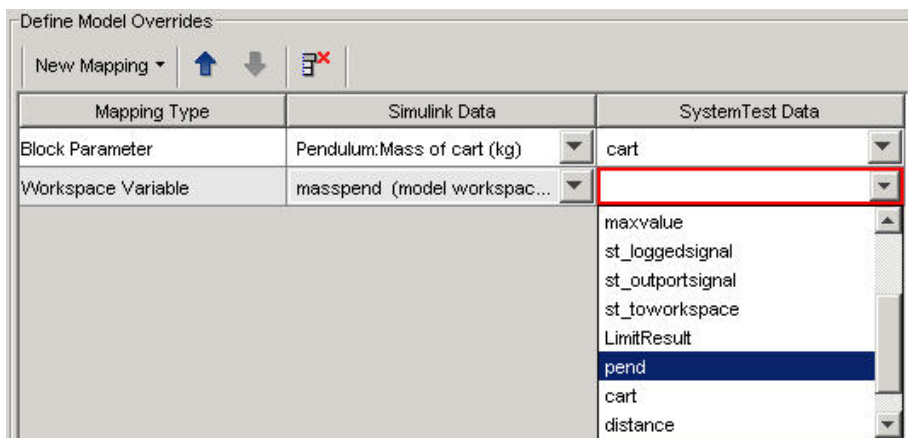 Define Model Overrides
New Mapping
Mapping Type Simulink Data SystemTest Data
Block Parameter Pendulum:Mass of cart (kg) cart
Workspace Variable masspend (model workspac...
maxvalue
st_loggedsignal
st_outportsignal
st_toworkspace
LimitResult
pend
cart
distance